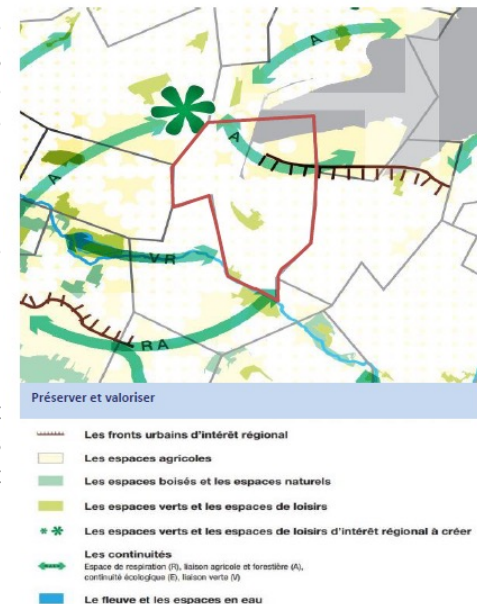 A
A
A
VR
RA
Préserver et valoriser
Les fronts urbains d'intérêt régional
Les espaces agricoles
Les espaces boisés et les espaces naturels
Les espaces verts et les espaces de loisirs
Les espaces verts et les espaces de loisirs d'intérêt régional à créer
Les continuités
Espace de respiration (R), liaison agricole et forestière (A),
continuité écologique (E), liaison verte (V)
Le fleuve et les espaces en eau